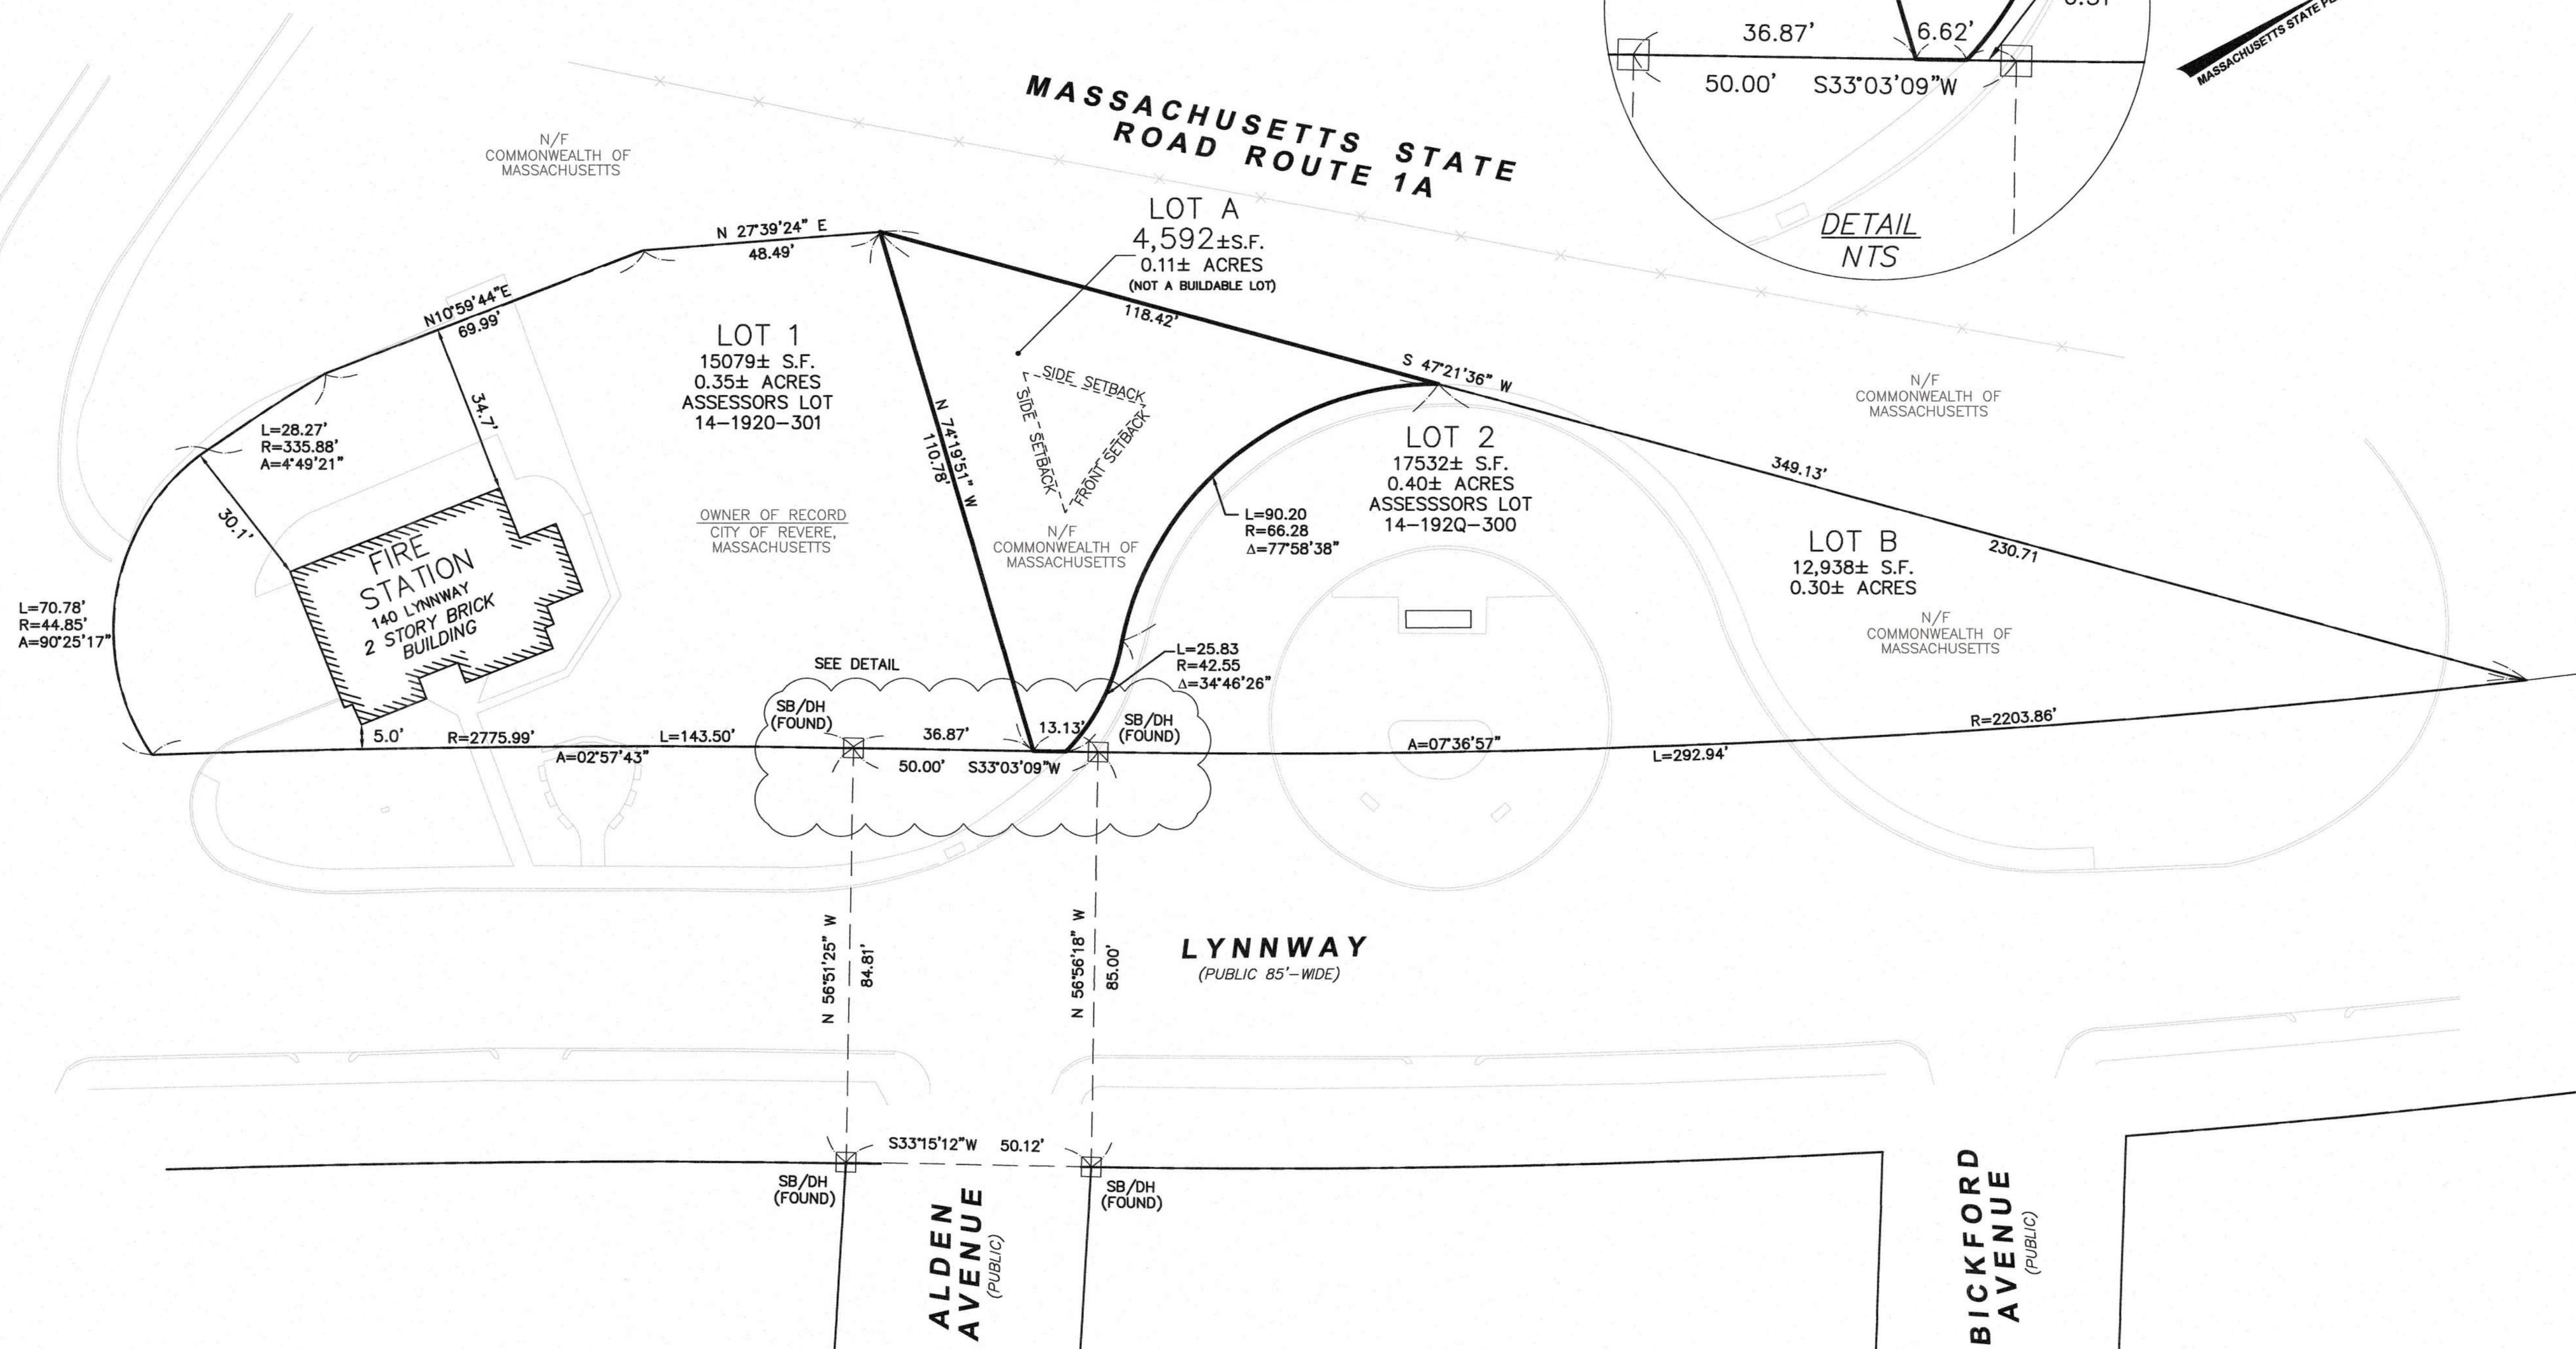 36.87'
6.62'
50.00' S33°03'09"W
DETAIL
NTS
MASSACHUSETTS STATE
MASSACHUSETTS STATE
ROAD ROUTE 1A
N/F
COMMONWEALTH OF
MASSACHUSETTS
LOT A
4,592±S.F.
0.11± ACRES
(NOT A BUILDABLE LOT)
N 27°39'24" E
48.49'
N10°59'44"E
69.99'
118.42'
S 47°21'36" W
349.13'
230.71
LOT 1
15079± S.F.
0.35± ACRES
ASSESSORS LOT
14-1920-301
34.7'
L=28.27'
R=335.88'
A=4°49'21"
30.1'
N 74°19'51" W
110.78'
SIDE SETBACK
SIDE SETBACK
FRONT SETBACK
N/F
COMMONWEALTH OF
MASSACHUSETTS
LOT 2
17532± S.F.
0.40± ACRES
ASSESSSORS LOT
14-192Q-300
N/F
COMMONWEALTH OF
MASSACHUSETTS
OWNER OF RECORD
CITY OF REVERE,
MASSACHUSETTS
L=90.20
R=66.28
Δ=77°58'38"
LOT B
12,938± S.F.
0.30± ACRES
N/F
COMMONWEALTH OF
MASSACHUSETTS
FIRE
STATION
140 LYNNWAY
2 STORY BRICK
BUILDING
L=70.78'
R=44.85'
A=90°25'17"
L=25.83
R=42.55
Δ=34°46'26"
SEE DETAIL
SB/DH
(FOUND)
SB/DH
(FOUND)
5.0'
R=2775.99'
L=143.50'
A=02°57'43"
36.87'
13.13'
50.00' S33°03'09"W
A=07°36'57"
R=2203.86'
L=292.94'
N 56°51'25" W
84.81'
N 56°56'18" W
85.00'
LYNNWAY
(PUBLIC 85'-WIDE)
S33°15'12"W 50.12'
SB/DH
(FOUND)
SB/DH
(FOUND)
ALDEN
AVENUE
(PUBLIC)
BICKFORD
AVENUE
(PUBLIC)